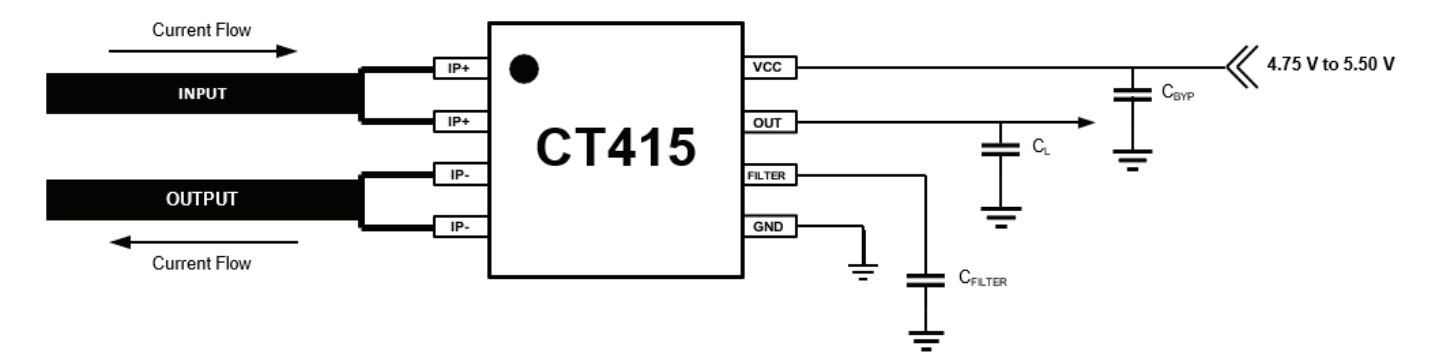 Current Flow
INPUT
OUTPUT
Current Flow
IP+
IP+
IP-
IP-
CT415
VCC
OUT
FILTER
GND
4.75 V to 5.50 V
CBYP
CL
CFILTER